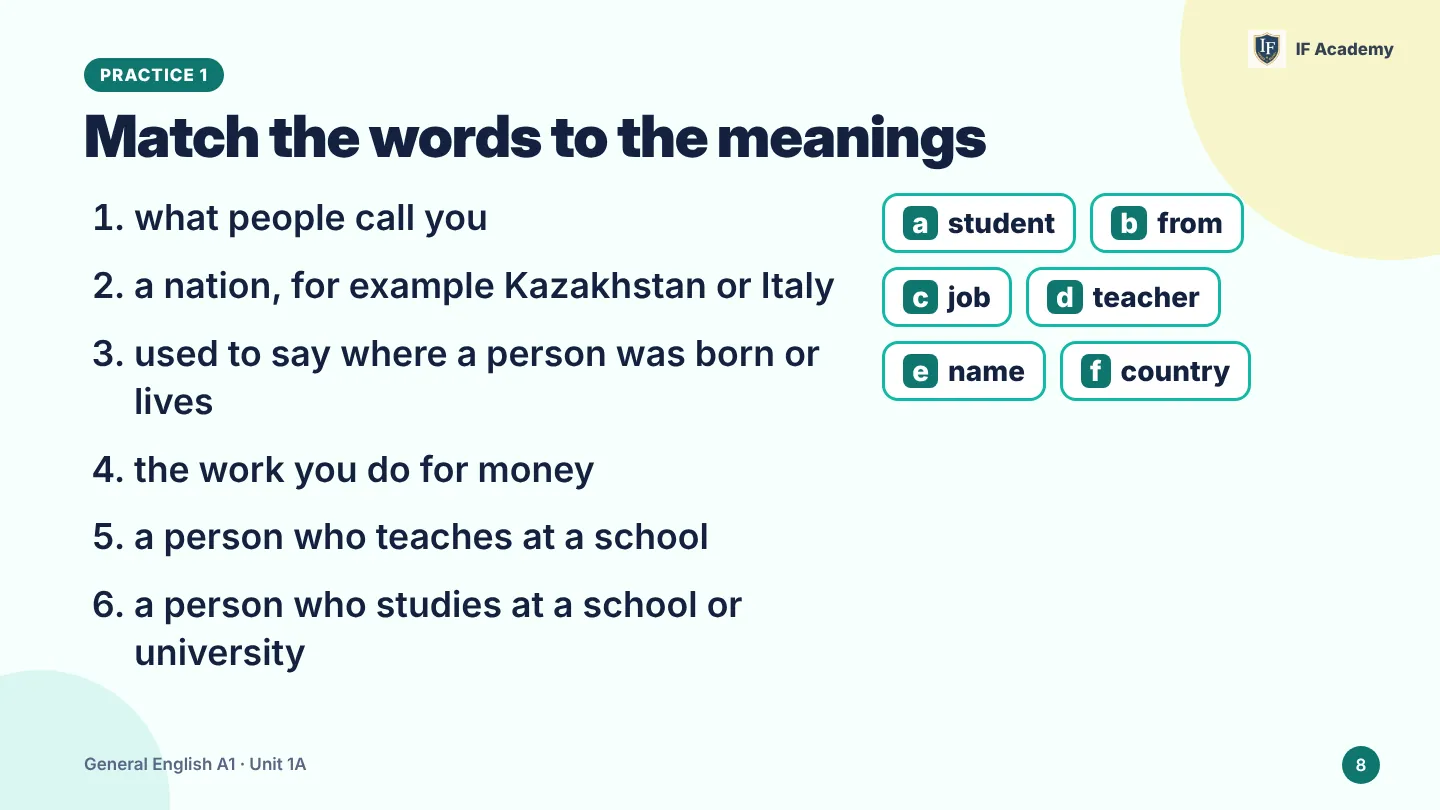 IF IF Academy
PRACTICE 1
Match the words to the meanings
1. what people call you
2. a nation, for example Kazakhstan or Italy
3. used to say where a person was born or
lives
4. the work you do for money
5. a person who teaches at a school
6. a person who studies at a school or
university
a student b from
c job d teacher
e name f country
General English A1 · Unit 1A
8